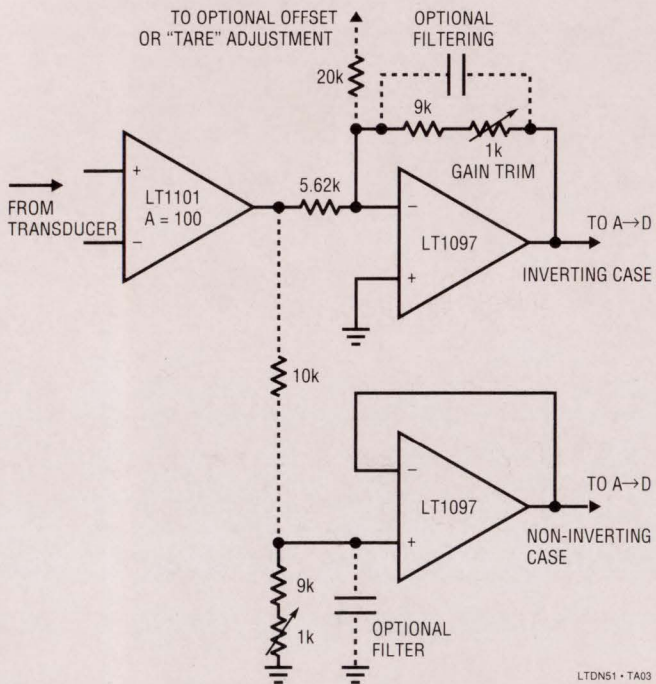 TO OPTIONAL OFFSET
OR "TARE" ADJUSTMENT
OPTIONAL
FILTERING
20k
9k
1k
GAIN TRIM
5.62k
+
LT1101
A = 100
−
FROM
TRANSDUCER
−
LT1097
+
TO A→D
INVERTING CASE
10k
−
LT1097
+
TO A→D
NON-INVERTING
CASE
9k
1k
OPTIONAL
FILTER
LTDN51 • TA03